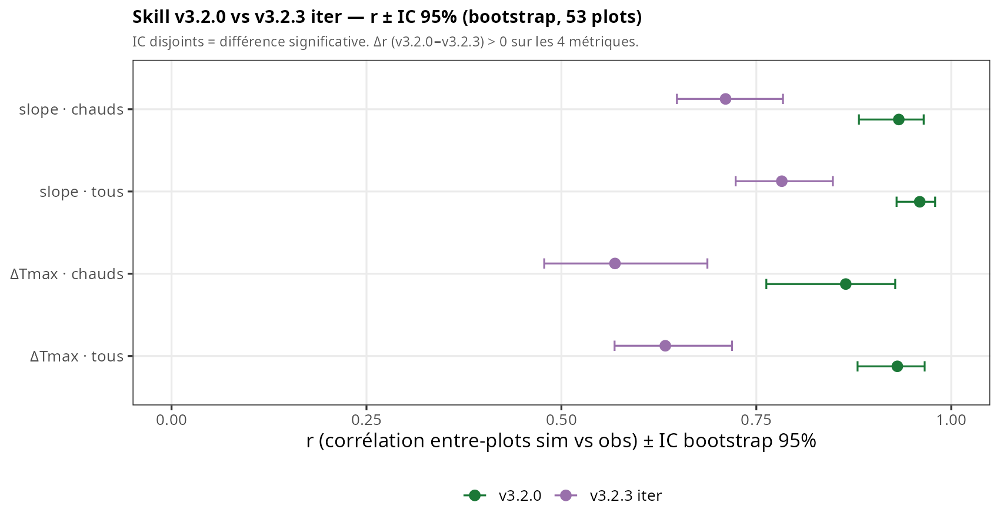 Skill v3.2.0 vs v3.2.3 iter — r ± IC 95% (bootstrap, 53 plots)
IC disjoints = différence significative. Δr (v3.2.0−v3.2.3) > 0 sur les 4 métriques.
slope · chauds
slope · tous
ΔTmax · chauds
ΔTmax · tous
0.00 0.25 0.50 0.75 1.00
r (corrélation entre-plots sim vs obs) ± IC bootstrap 95%
v3.2.0 v3.2.3 iter